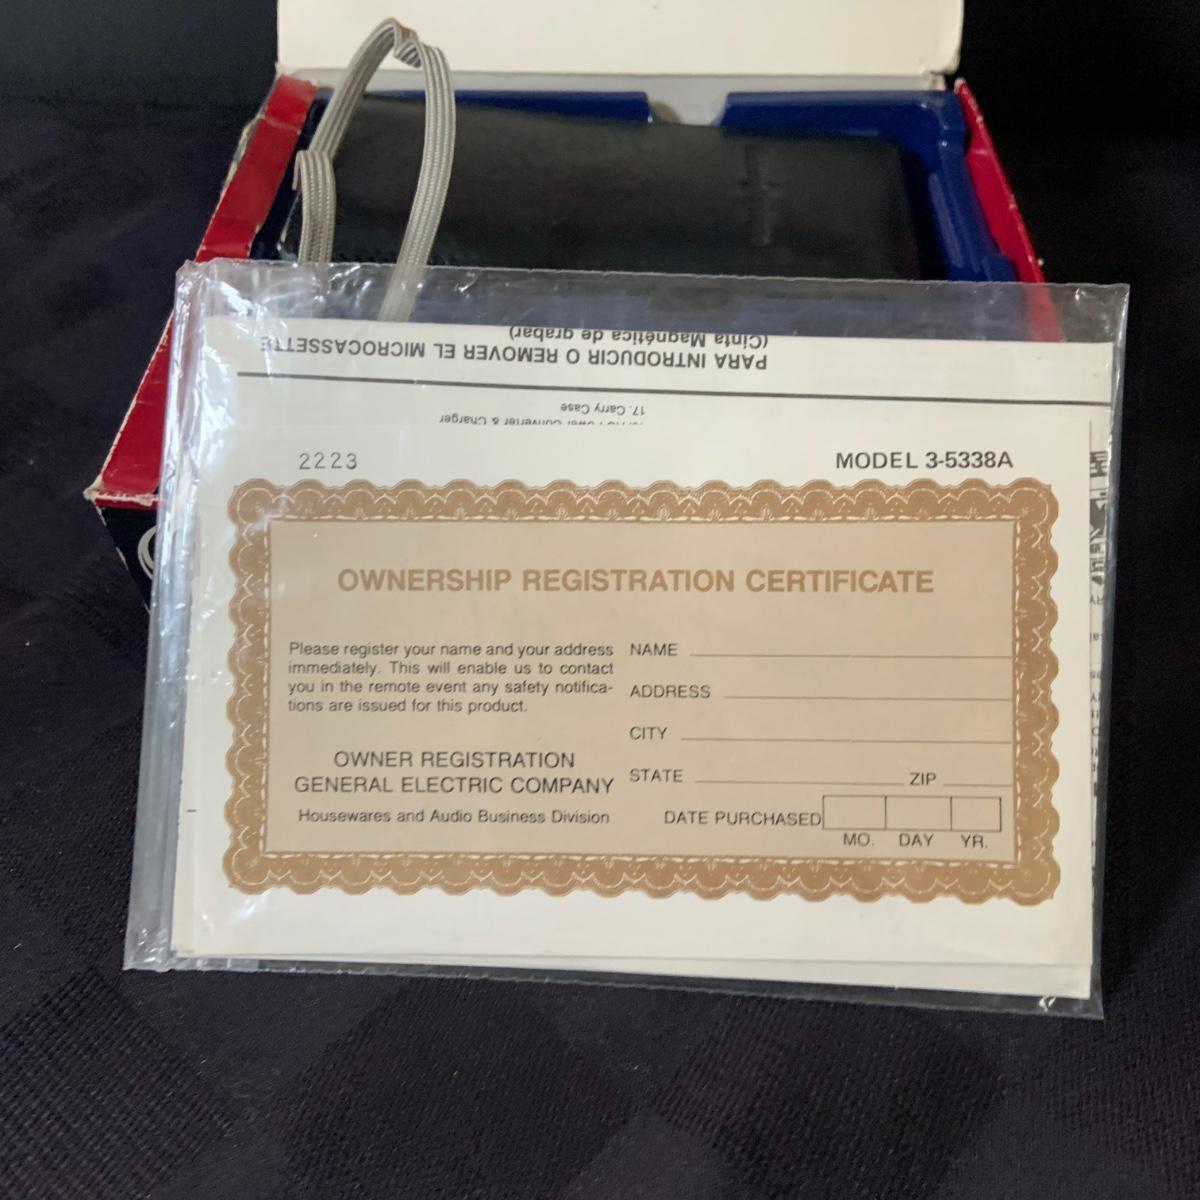 (Cinta Magnética de grabar)
PARA INTRODUCIR O REMOVER EL MICROCASSETTE
17. Carry Case
Converter & Charger
2223
MODEL 3-5338A
OWNERSHIP REGISTRATION CERTIFICATE
Please register your name and your address
immediately. This will enable us to contact
you in the remote event any safety notifica-
tions are issued for this product.
OWNER REGISTRATION
GENERAL ELECTRIC COMPANY
Housewares and Audio Business Division
NAME
ADDRESS
CITY
STATE ZIP
DATE PURCHASED
MO. DAY YR.